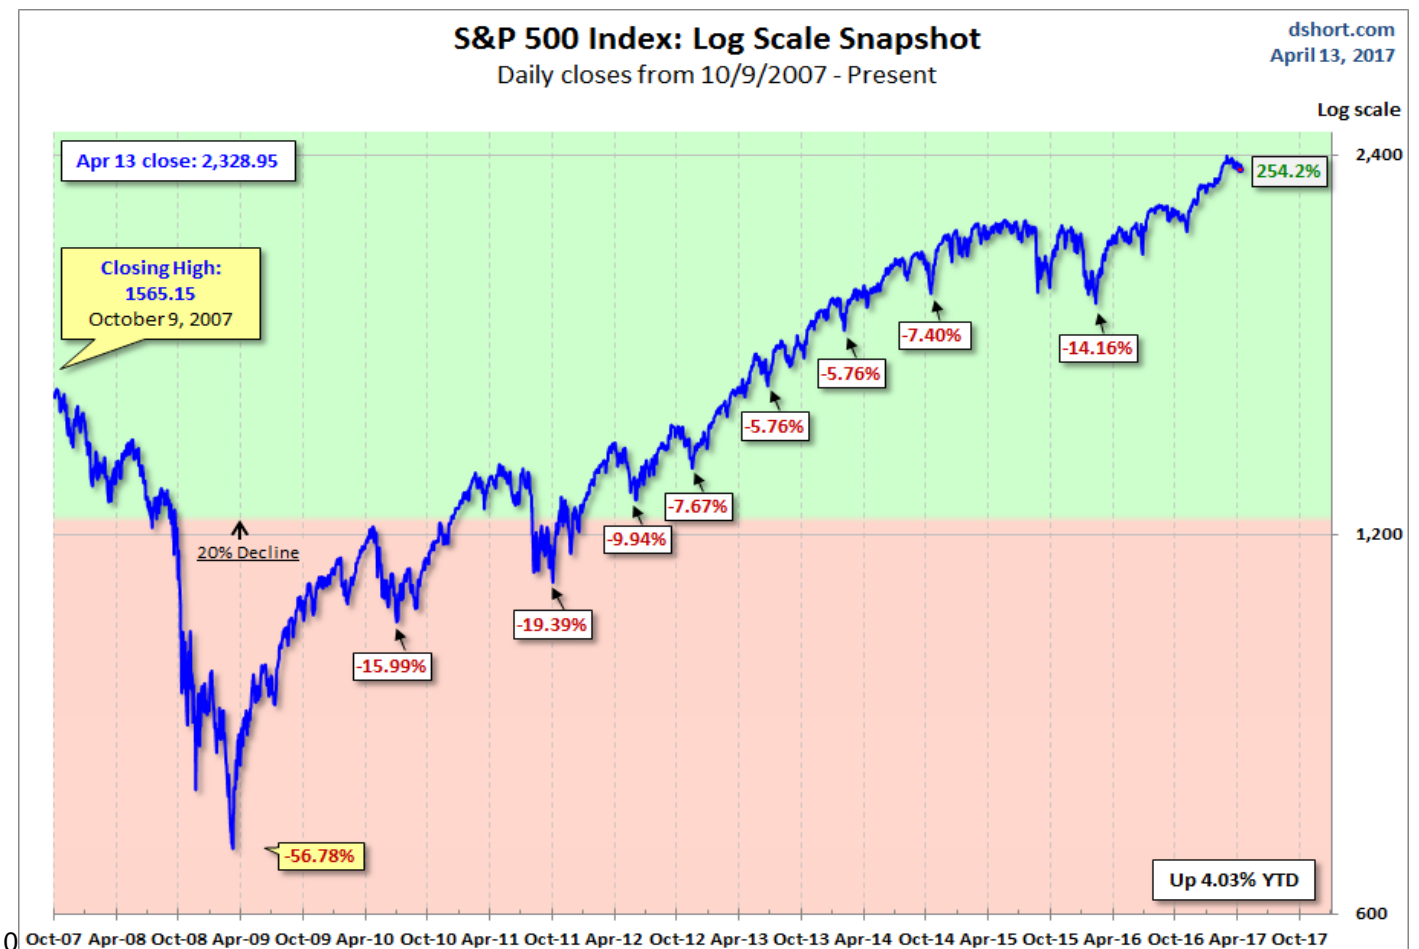 S&P 500 Index: Log Scale Snapshot
Daily closes from 10/9/2007 - Present
dshort.com
April 13, 2017
Log scale
Apr 13 close: 2,328.95
2,400
254.2%
Closing High:
1565.15
October 9, 2007
-7.40%
-14.16%
-5.76%
-5.76%
-7.67%
-9.94%
1,200
20% Decline
-19.39%
-15.99%
-56.78%
Up 4.03% YTD
600
0
Oct-07 Apr-08 Oct-08 Apr-09 Oct-09 Apr-10 Oct-10 Apr-11 Oct-11 Apr-12 Oct-12 Apr-13 Oct-13 Apr-14 Oct-14 Apr-15 Oct-15 Apr-16 Oct-16 Apr-17 Oct-17